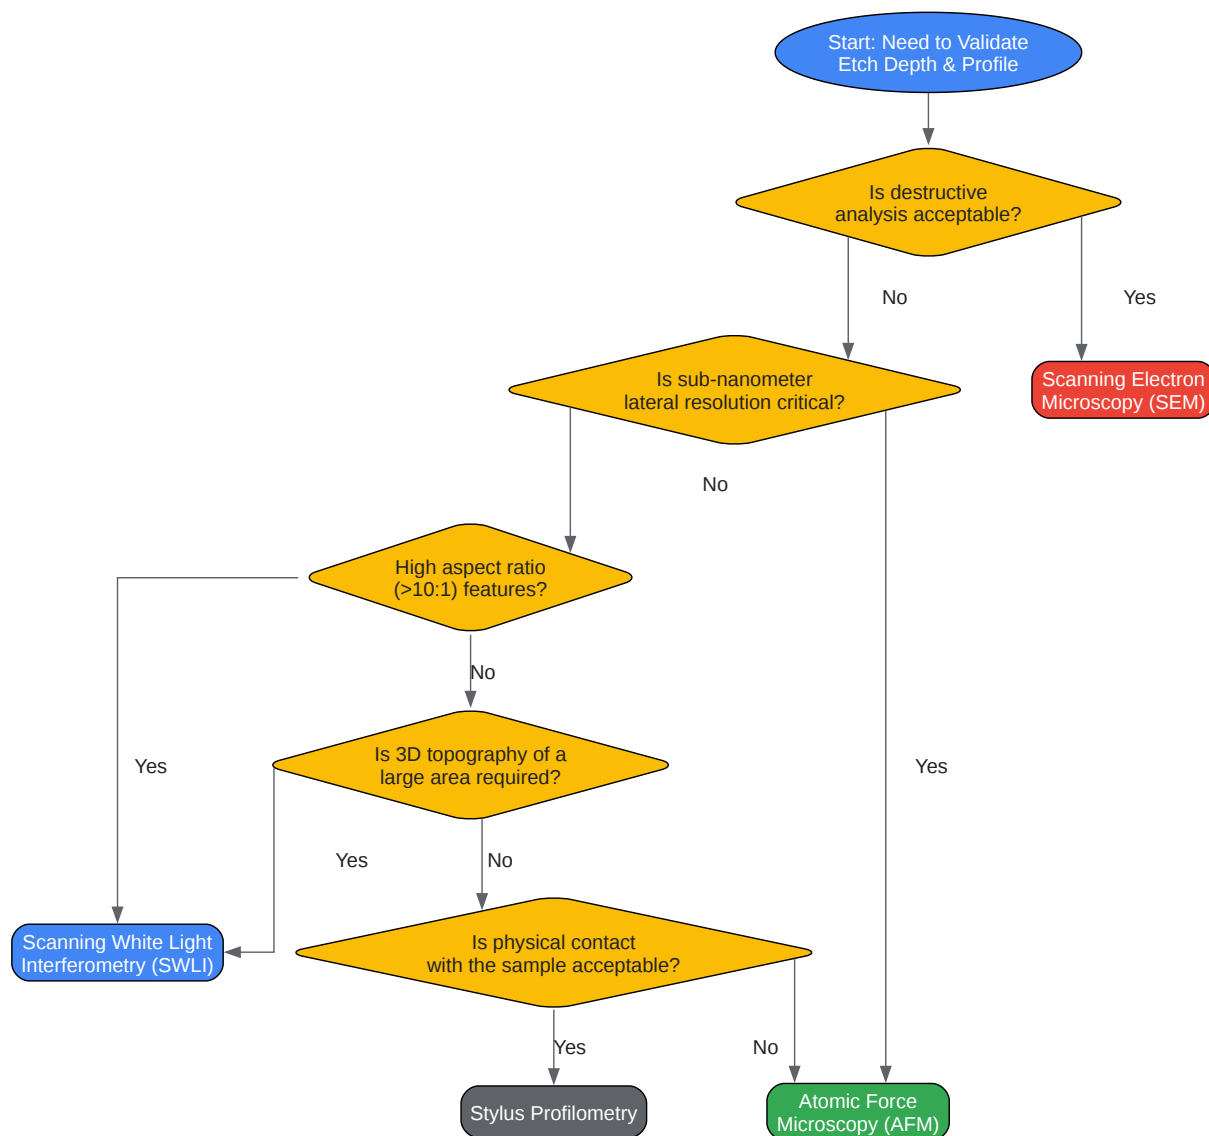 Start: Need to Validate
Etch Depth & Profile
Is destructive
analysis acceptable?
No
Yes
Is sub-nanometer
lateral resolution critical?
Scanning Electron
Microscopy (SEM)
No
High aspect ratio
(>10:1) features?
No
Yes
Is 3D topography of a
large area required?
Yes
Yes
No
Scanning White Light
Interferometry (SWLI)
Is physical contact
with the sample acceptable?
Yes
No
Stylus Profilometry
Atomic Force
Microscopy (AFM)